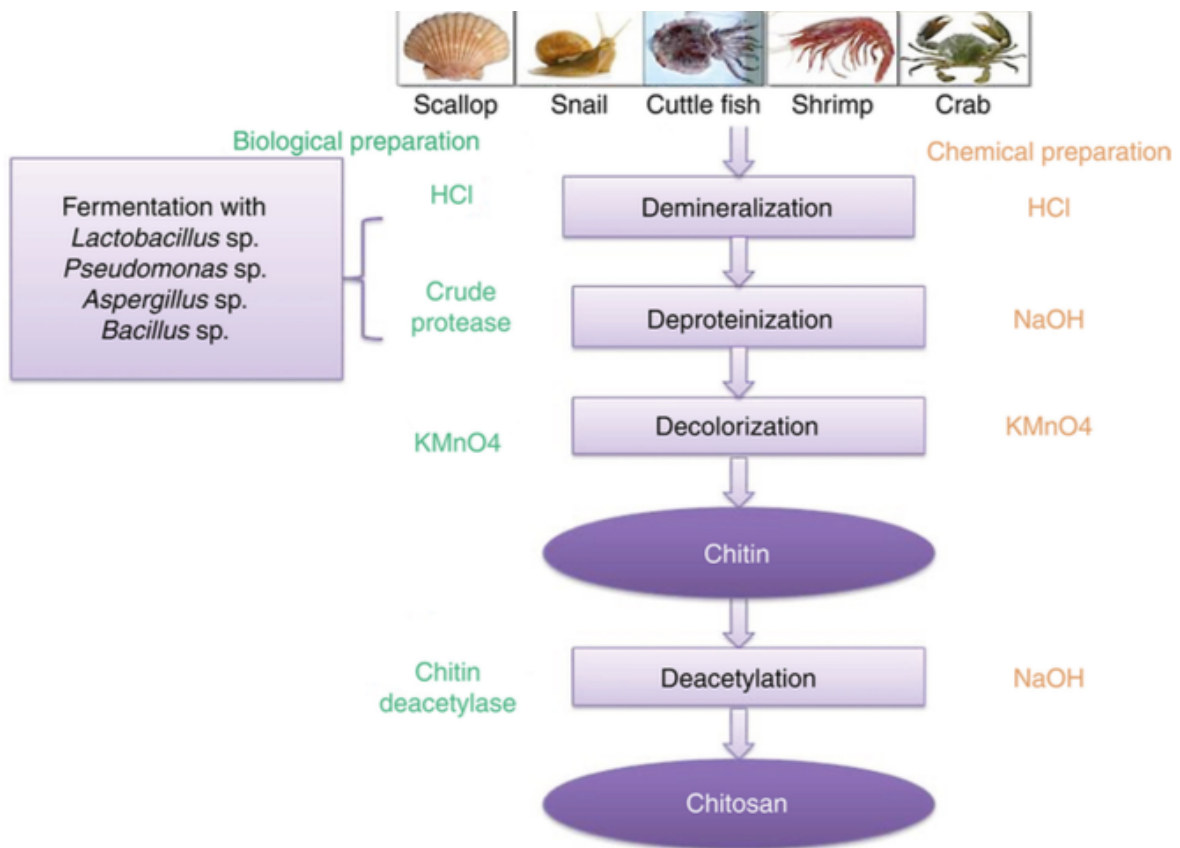 Scallop
Snail
Cuttle fish
Shrimp
Crab
Biological preparation
Chemical preparation
Fermentation with
Lactobacillus sp.
Pseudomonas sp.
Aspergillus sp.
Bacillus sp.
HCl
Demineralization
HCl
Crude
protease
Deproteinization
NaOH
KMnO4
Decolorization
KMnO4
Chitin
Chitin
deacetylase
Deacetylation
NaOH
Chitosan